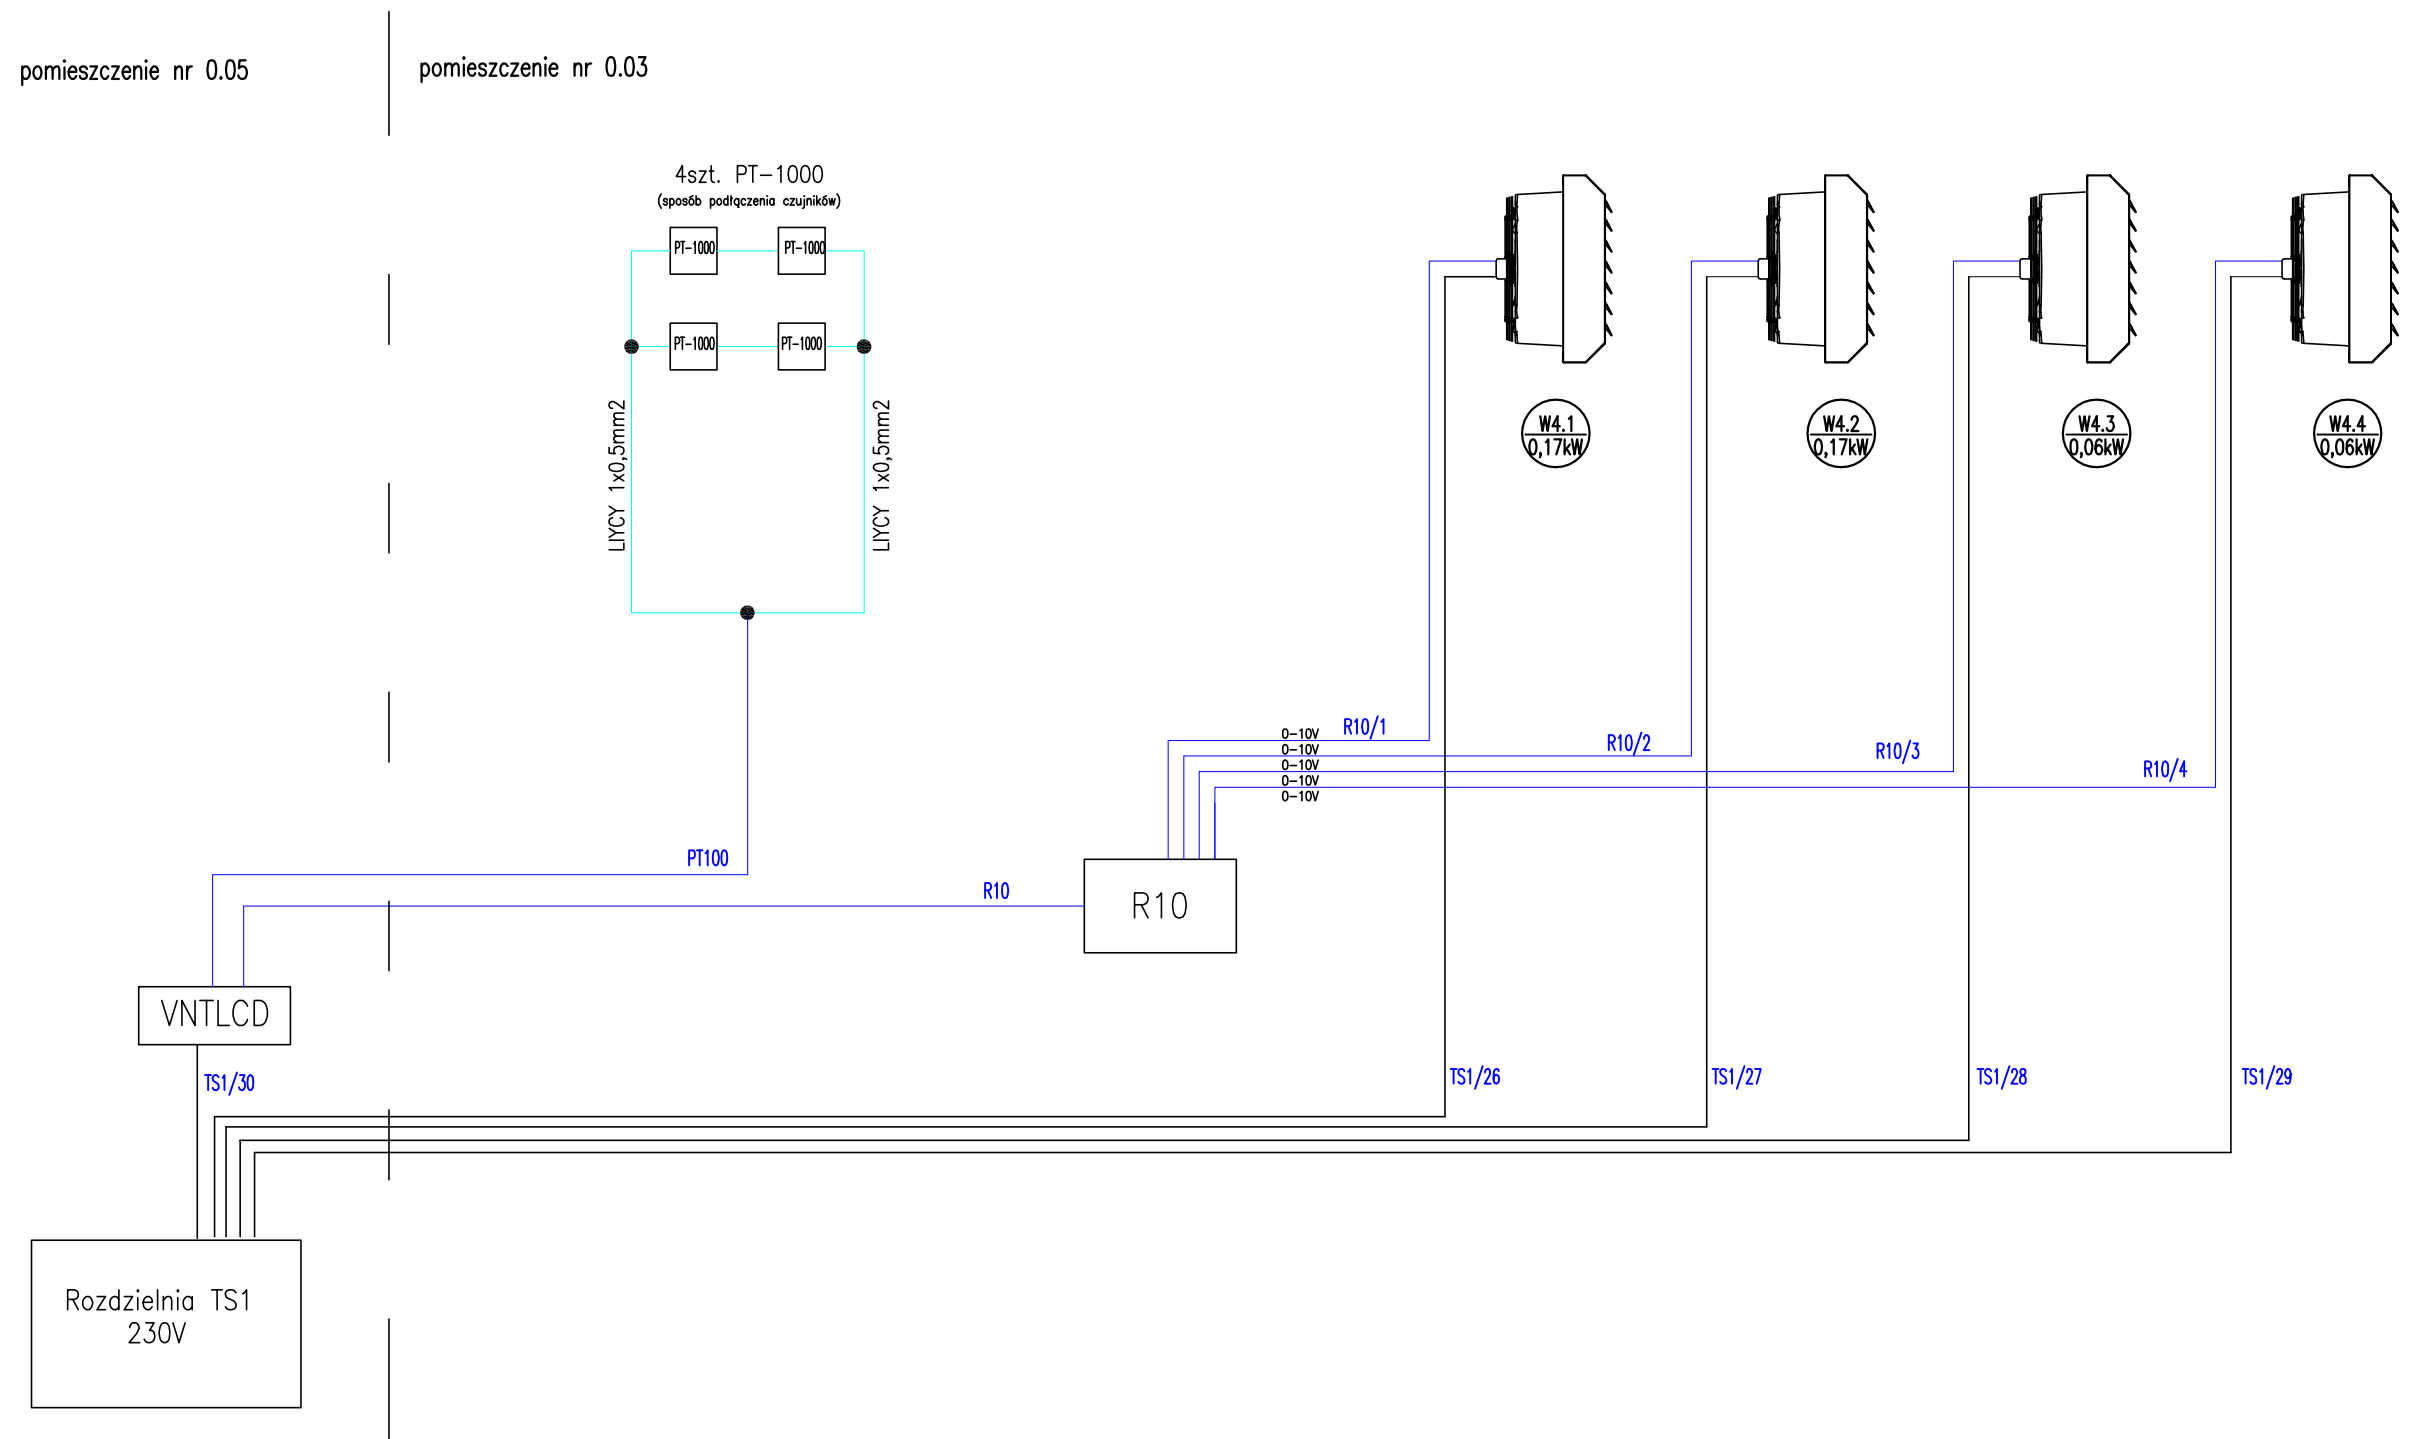 pomieszczenie nr 0.05
pomieszczenie nr 0.03
4szt. PT-1000
(sposób podłączenia czujników)
PT-1000
PT-1000
PT-1000
PT-1000
LIYCY 1x0,5mm2
LIYCY 1x0,5mm2
W4.1
0,17kW
W4.2
0,17kW
W4.3
0,06kW
W4.4
0,06kW
0-10V
0-10V
0-10V
0-10V
0-10V
R10/1
R10/2
R10/3
R10/4
PT100
R10
R10
VNTLCD
TS1/30
TS1/26
TS1/27
TS1/28
TS1/29
Rozdzielnia TS1
230V